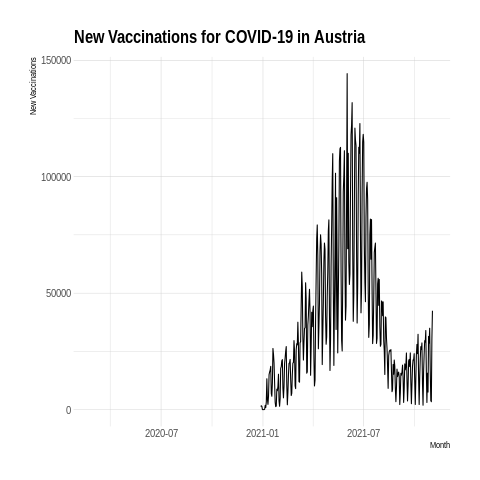 New Vaccinations for COVID-19 in Austria
New Vaccinations
150000
100000
50000
0
2020-07
2021-01
2021-07
Month